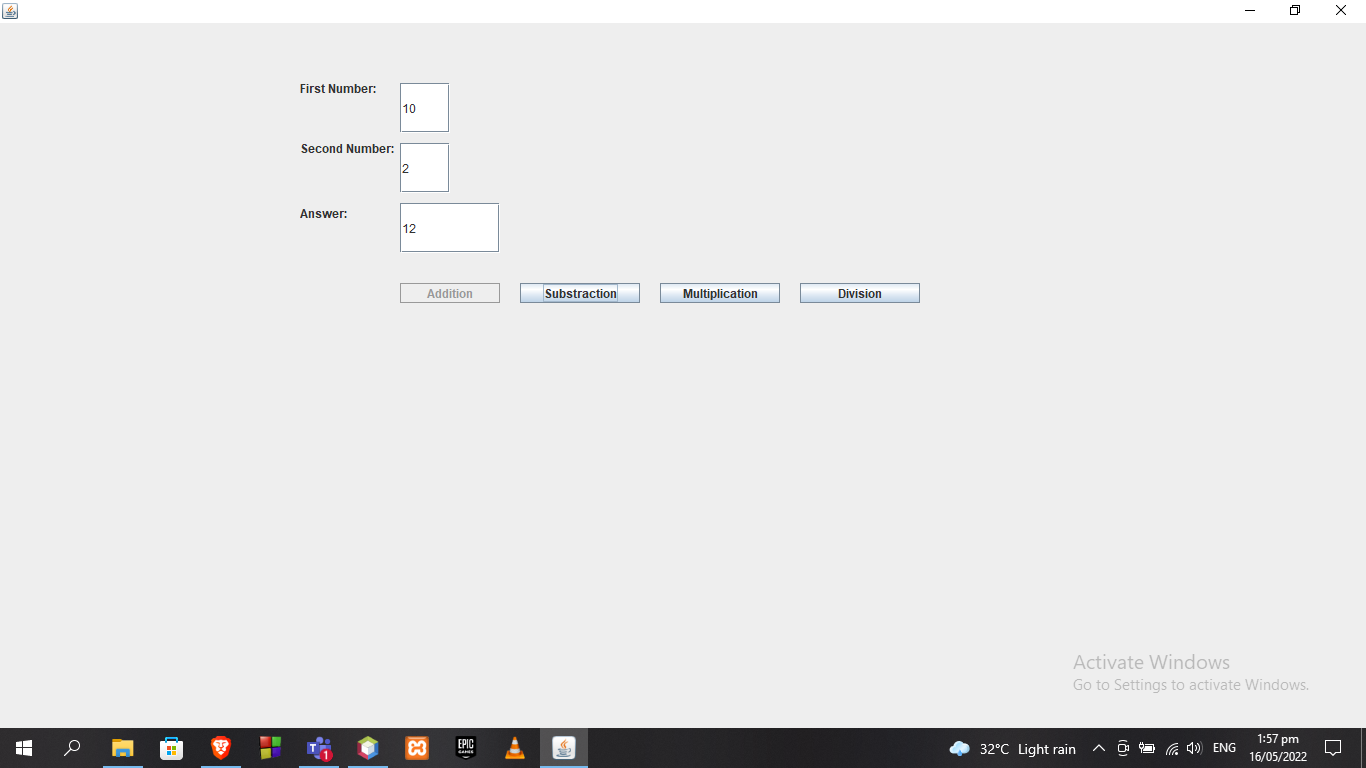 First Number:
10
Second Number:
2
Answer:
12
Addition
Substraction
Multiplication
Division
Activate Windows
Go to Settings to activate Windows.
1
EPIC
GAMES
32°C Light rain
ENG
1:57 pm
16/05/2022